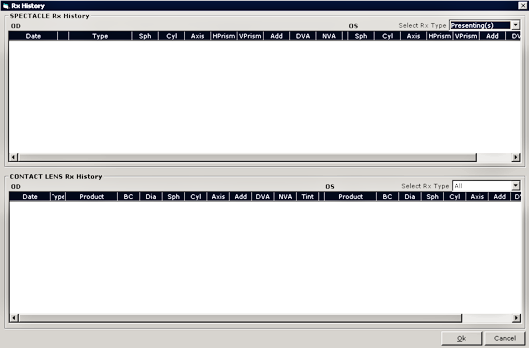 Rx History
SPECTACLE Rx History
OD OS Select Rx Type Presenting(s)
Date Type Sph Cyl Axis HPrism VPrism Add DVA NVA Sph Cyl Axis HPrism VPrism Add DV
CONTACT LENS Rx History
OD OS Select Rx Type All
Date Type Product BC Dia Sph Cyl Axis Add DVA NVA Tint Product BC Dia Sph Cyl Axis Add DV
Ok Cancel